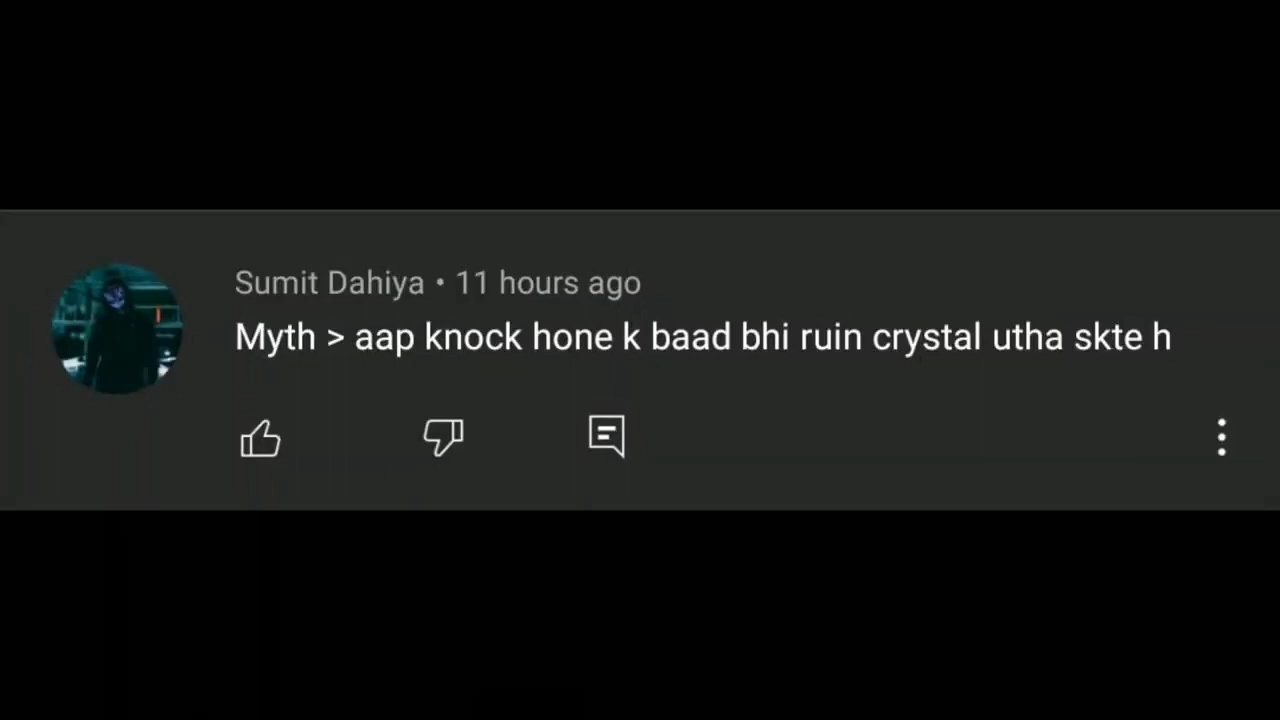 Sumit Dahiya • 11 hours ago
Myth > aap knock hone k baad bhi ruin crystal utha skte h